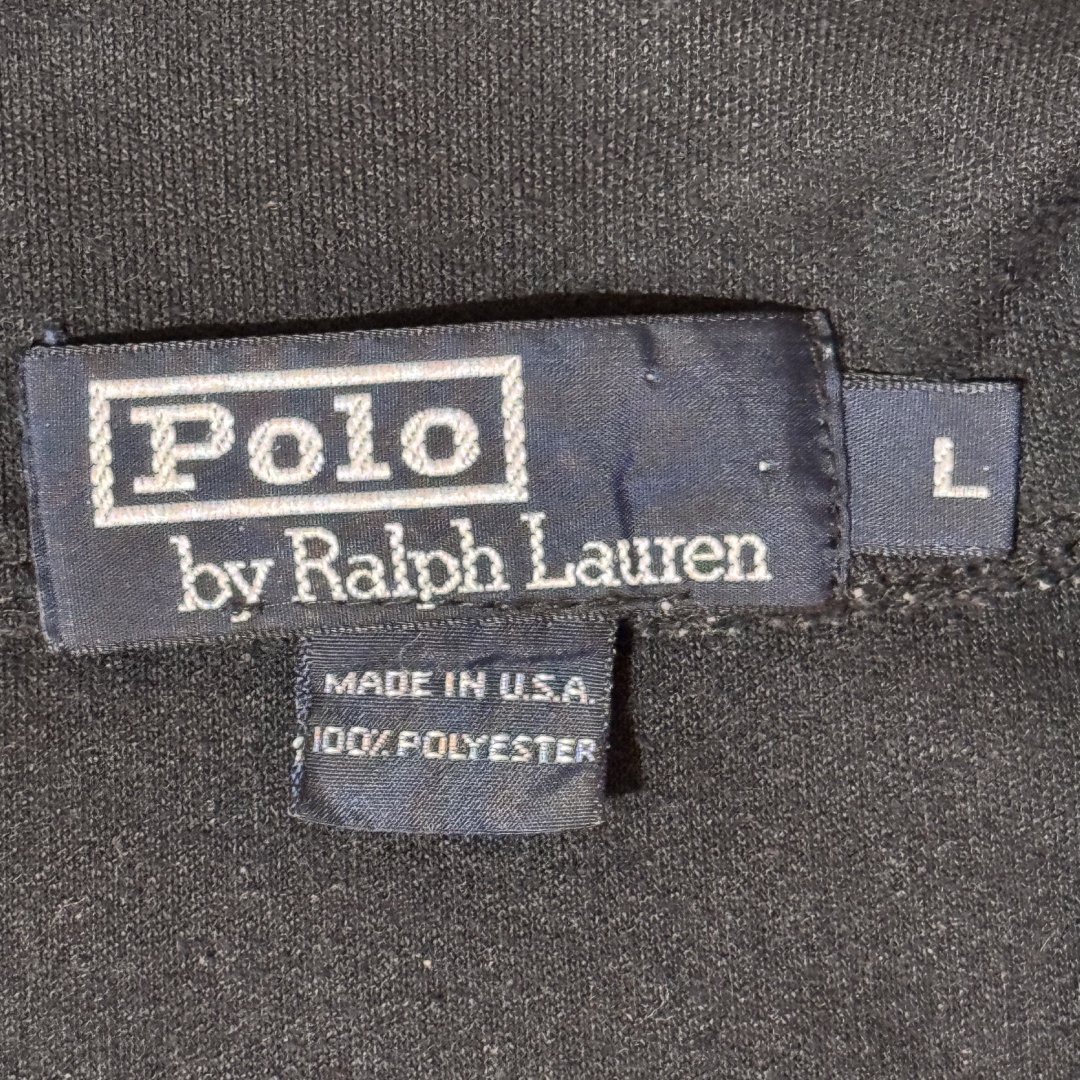 Polo
by Ralph Lauren
L
MADE IN U.S.A.
100% POLYESTER